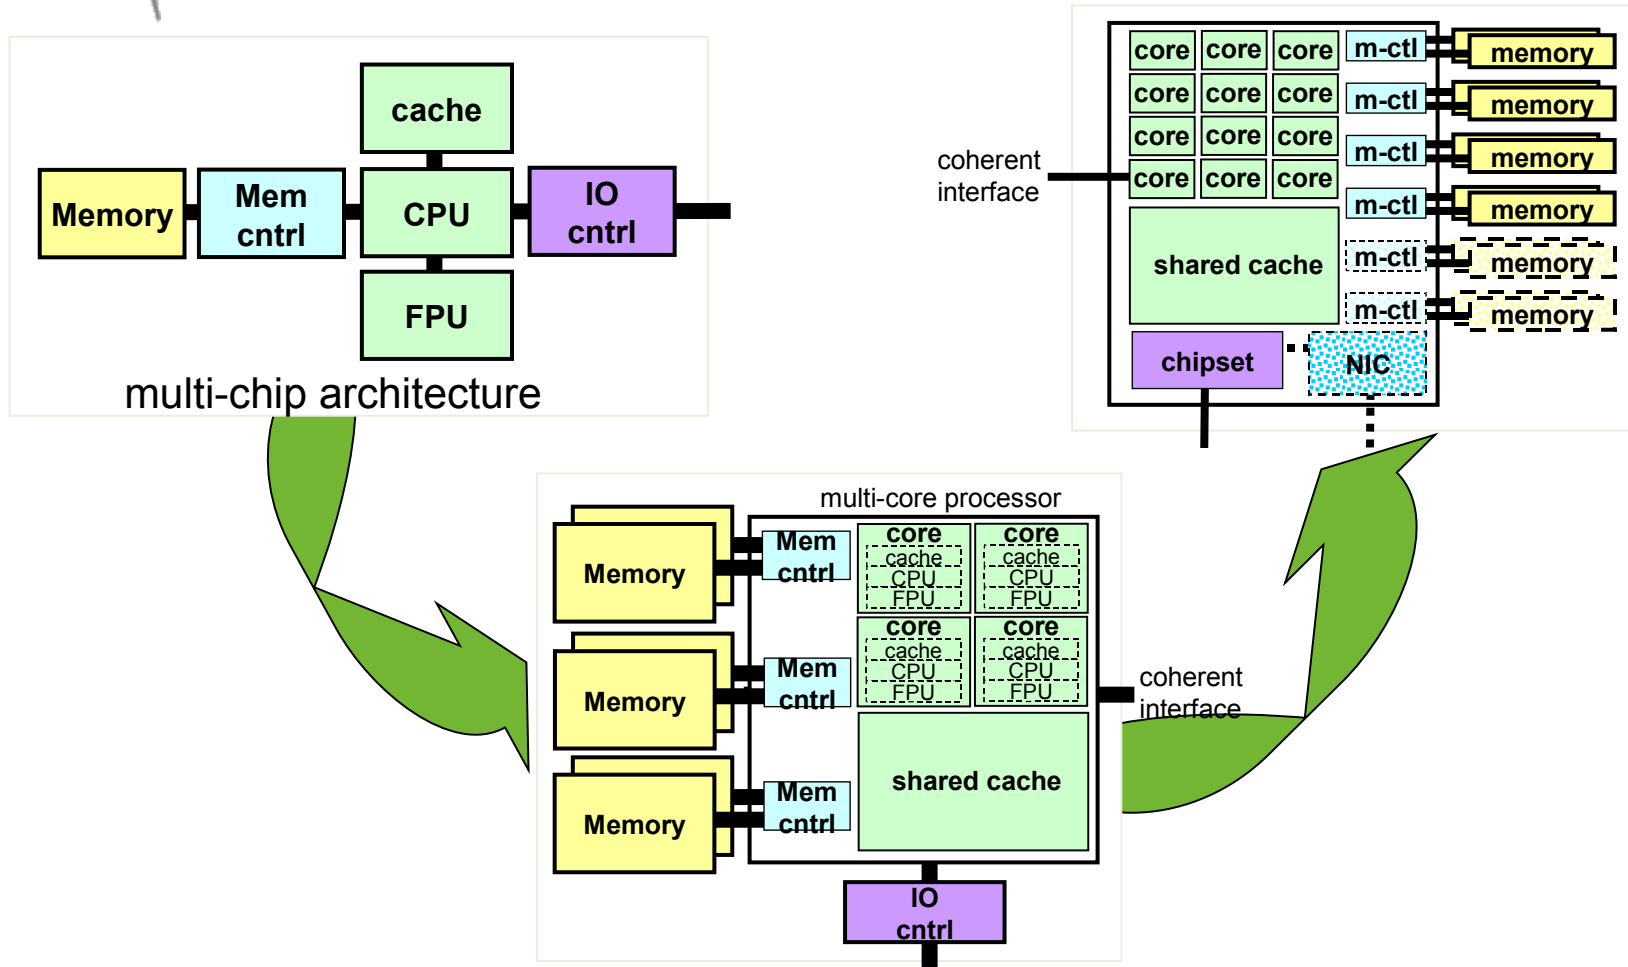 cache
Memory
Mem
cntrl
CPU
IO
cntrl
FPU
multi-chip architecture
core core core m-ctl memory
core core core m-ctl memory
core core core m-ctl memory
core core core m-ctl memory
coherent
interface
shared cache
m-ctl memory
m-ctl memory
chipset
NIC
multi-core processor
Memory
Mem
cntrl
core
cache
CPU
FPU
core
cache
CPU
FPU
Memory
Mem
cntrl
core
cache
CPU
FPU
core
cache
CPU
FPU
coherent
interface
Memory
Mem
cntrl
shared cache
IO
cntrl